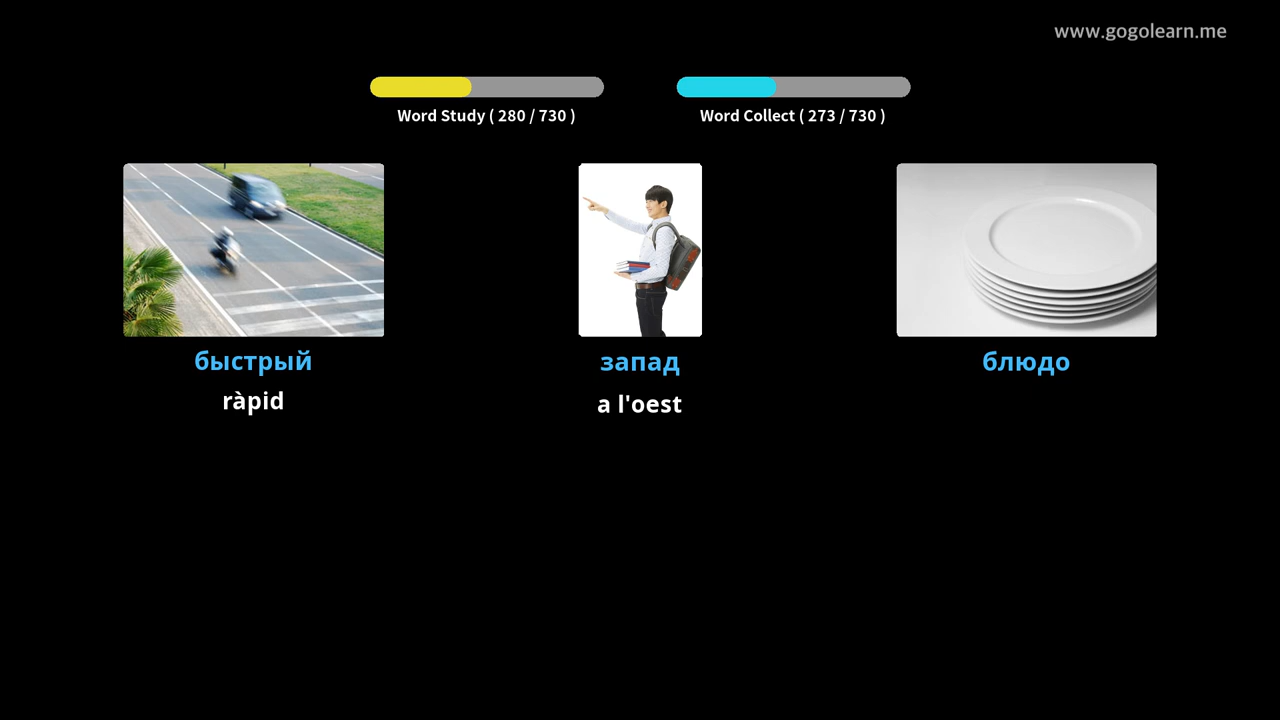 www.gogolearn.me
Word Study ( 280 / 730 )
Word Collect ( 273 / 730 )
быстрый
ràpid
запад
a l'oest
блюдо